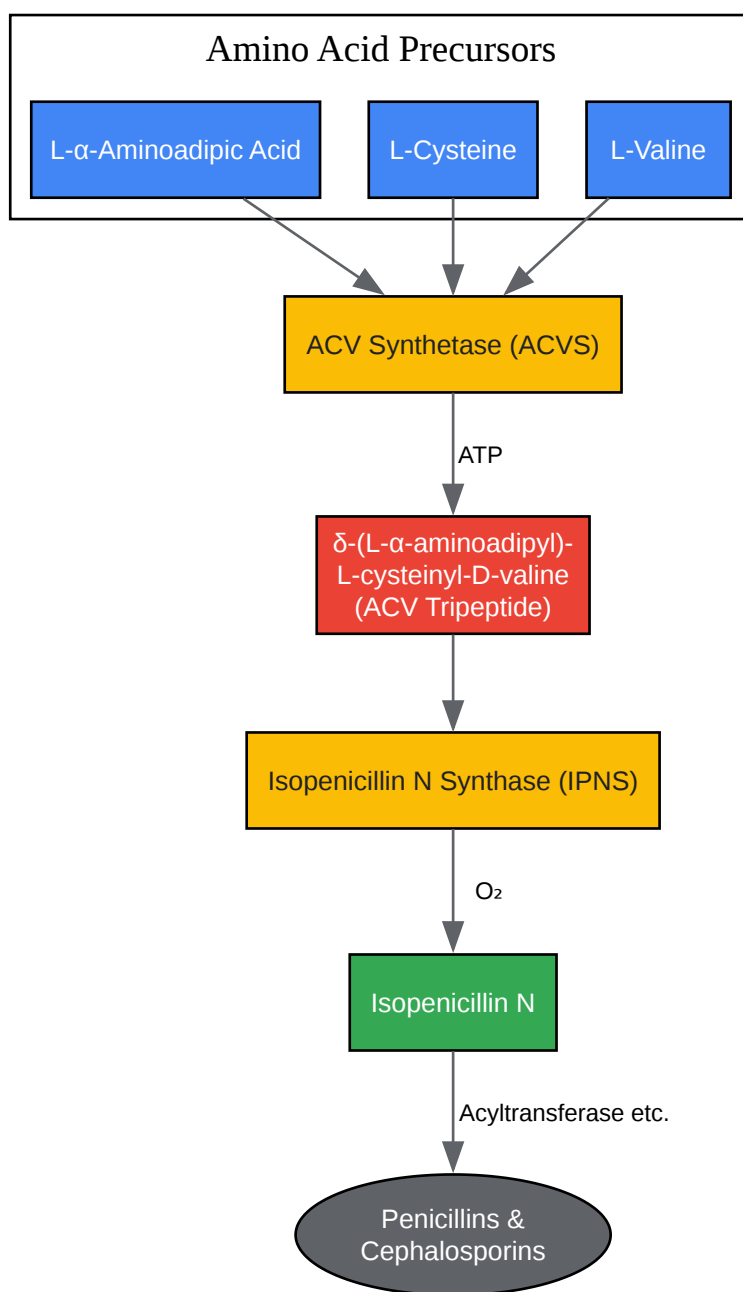 Amino Acid Precursors
L-α-Aminoadipic Acid
L-Cysteine
L-Valine
ACV Synthetase (ACVS)
ATP
δ-(L-α-aminoadipyl)-
L-cysteinyl-D-valine
(ACV Tripeptide)
Isopenicillin N Synthase (IPNS)
O₂
Isopenicillin N
Acyltransferase etc.
Penicillins &
Cephalosporins